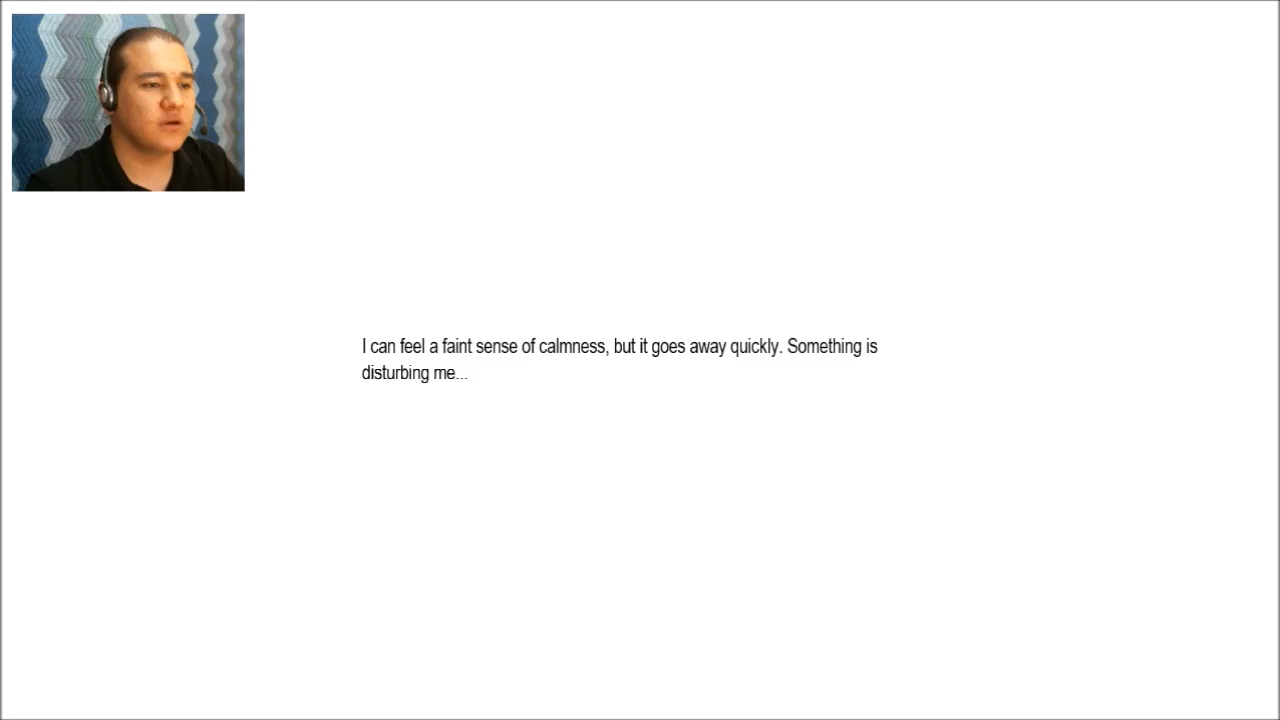 I can feel a faint sense of calmness, but it goes away quickly. Something is
disturbing me...